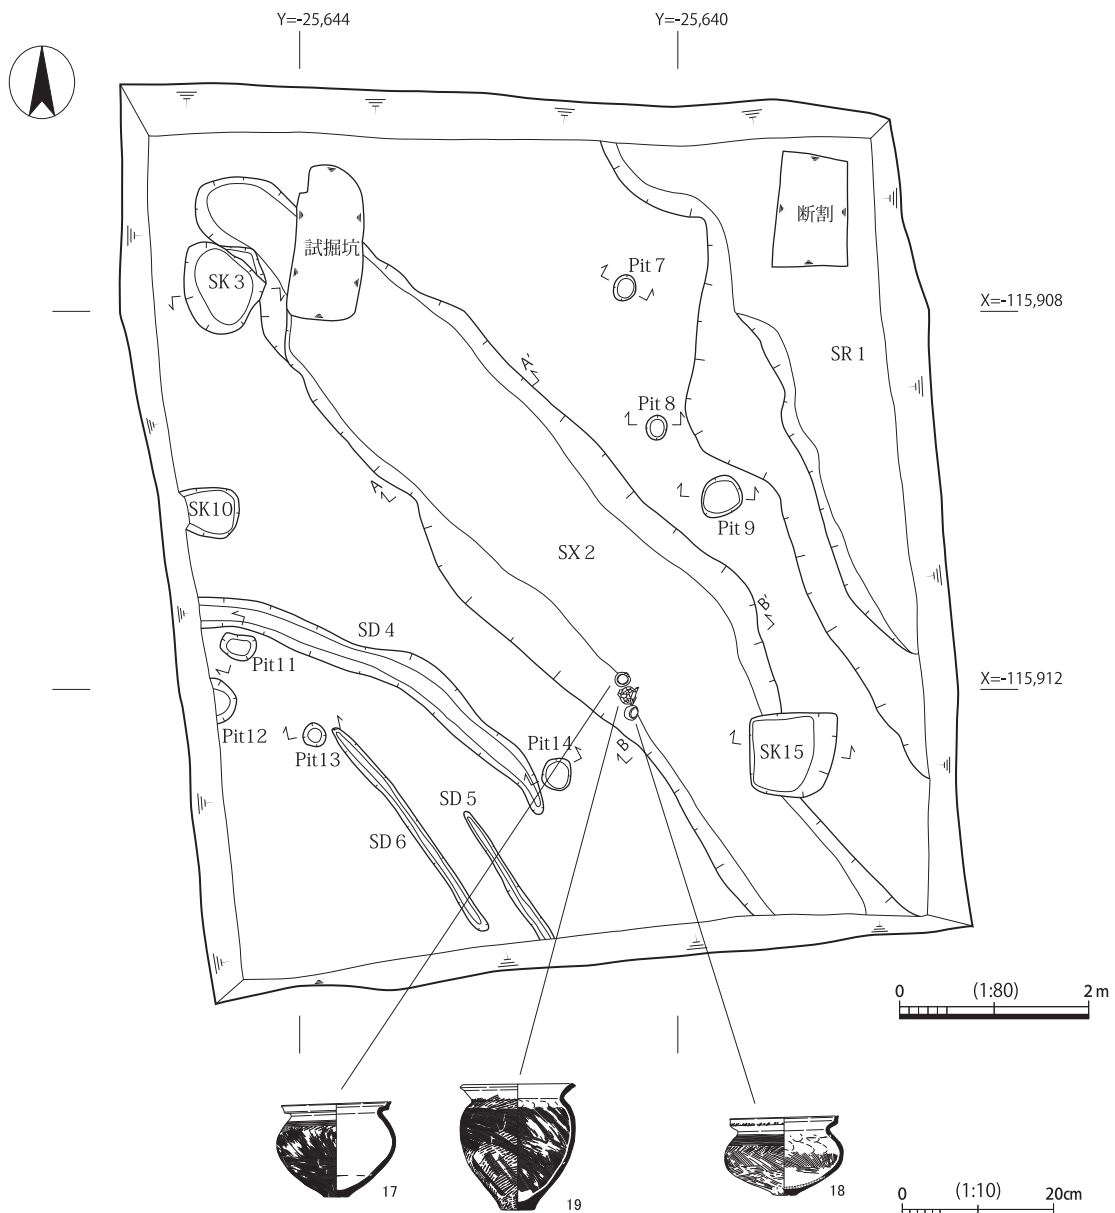 Y=-25,644
Y=-25,640
断割
試掘坑
Pit 7
SK 3
X=-115,908
SR 1
A'
Pit 8
A
SK10
Pit 9
SX 2
B'
SD 4
Pit11
X=-115,912
Pit12
Pit13
Pit14
B
SK15
SD 5
SD 6
0 (1:80) 2 m
17
19
18
0 (1:10) 20cm